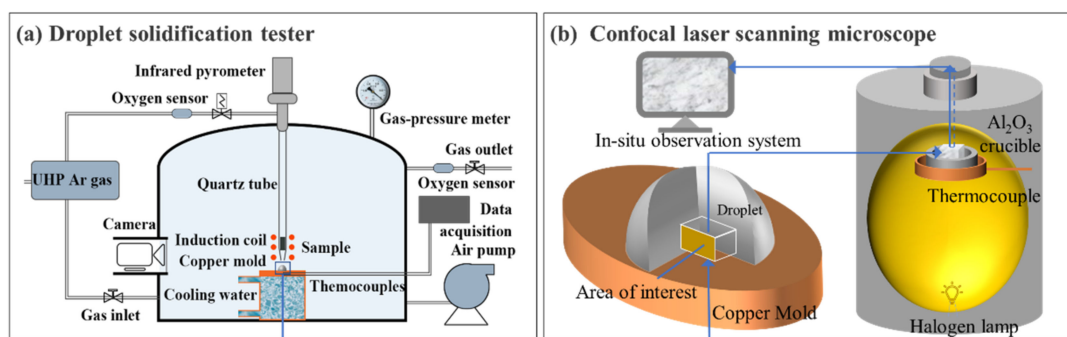 (a) Droplet solidification tester
Infrared pyrometer
Oxygen sensor
Gas-pressure meter
Gas outlet
Oxygen sensor
UHP Ar gas
Quartz tube
Data
acquisition
Camera
Induction coil
Sample
Copper mold
Air pump
Cooling water
Themocouples
Gas inlet
(b) Confocal laser scanning microscope
In-situ observation system
Al₂O₃
crucible
Thermocouple
Droplet
Area of interest
Copper Mold
Halogen lamp